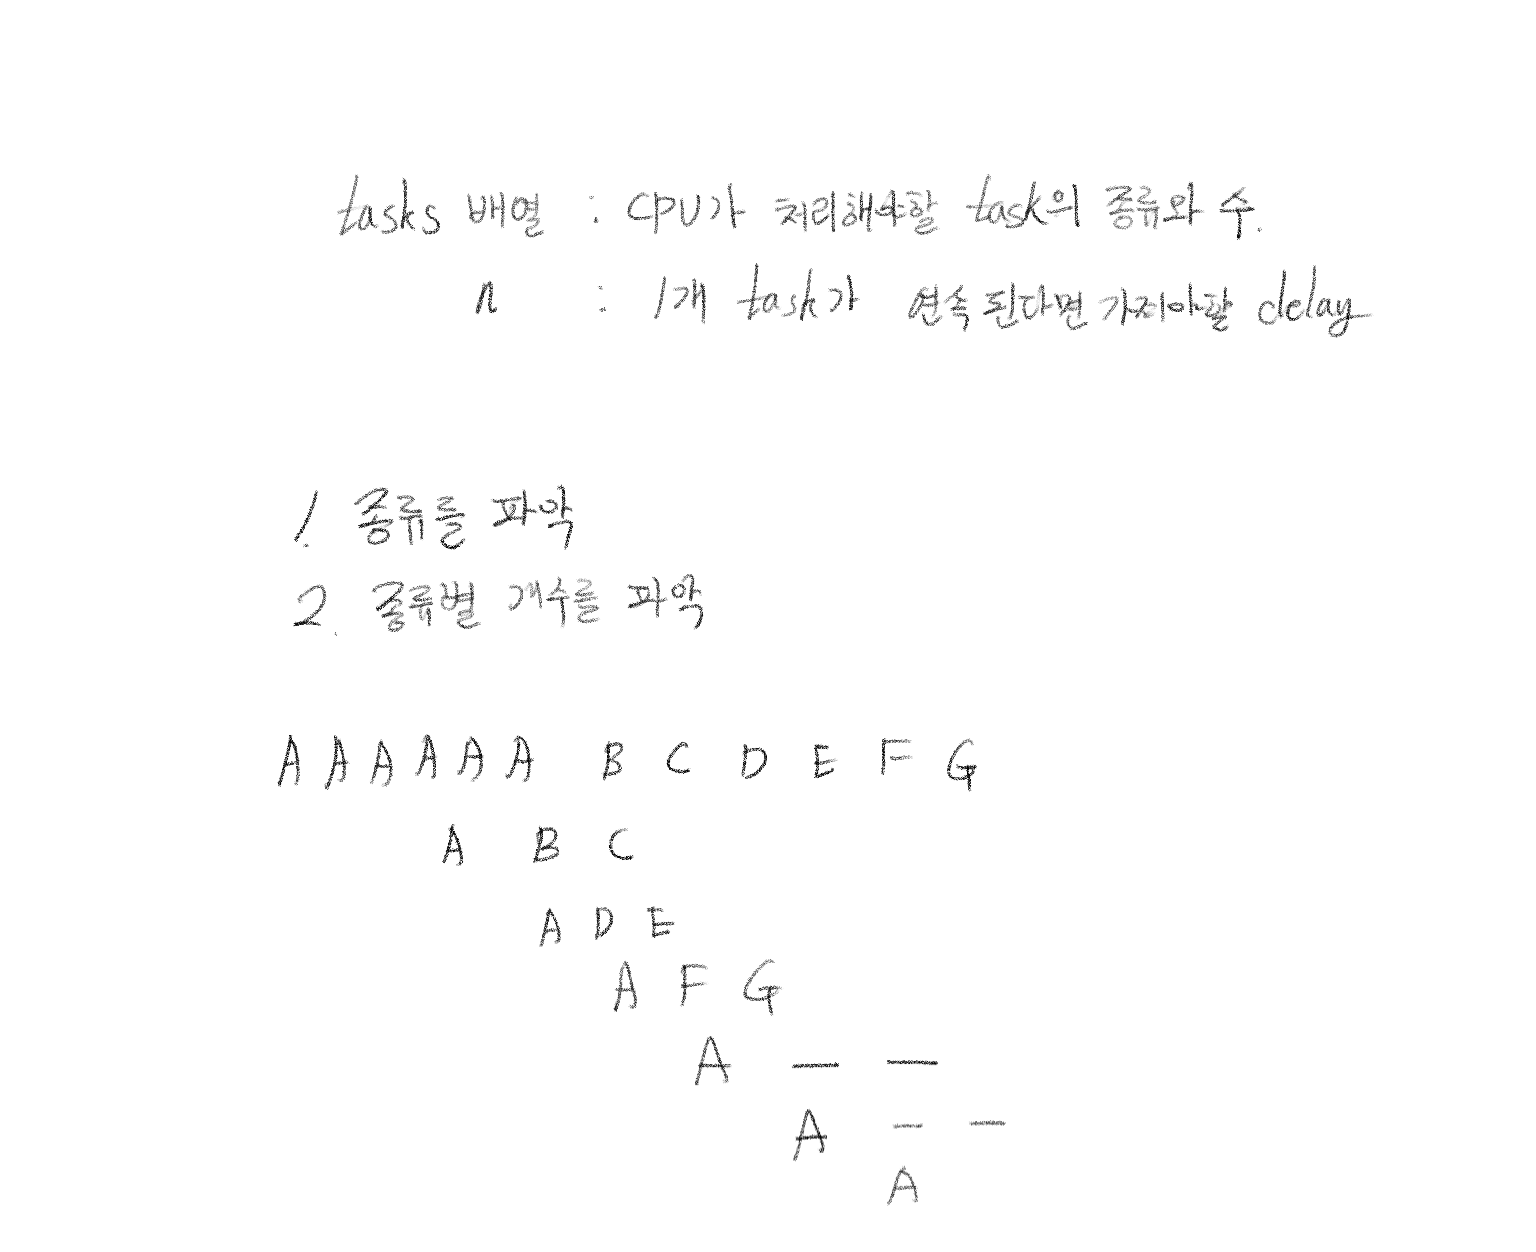 tasks 배열 : CPU가 처리해야할 task의 종류와 수.
n : 1개 task가 연속된다면 가져야할 delay
1. 종류를 파악
2. 종류별 개수를 파악
A A A A A A B C D E F G
A B C
A D E
A F G
A — —
A — —
A